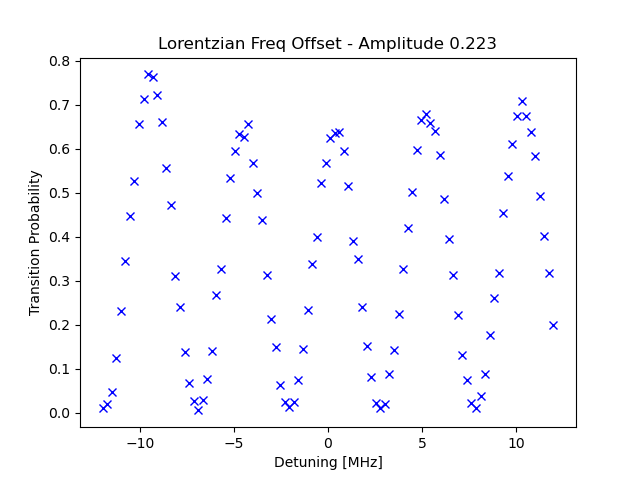 Lorentzian Freq Offset - Amplitude 0.223
0.8
0.7
0.6
0.5
0.4
0.3
0.2
0.1
0.0
Transition Probability
−10 −5 0 5 10
Detuning [MHz]